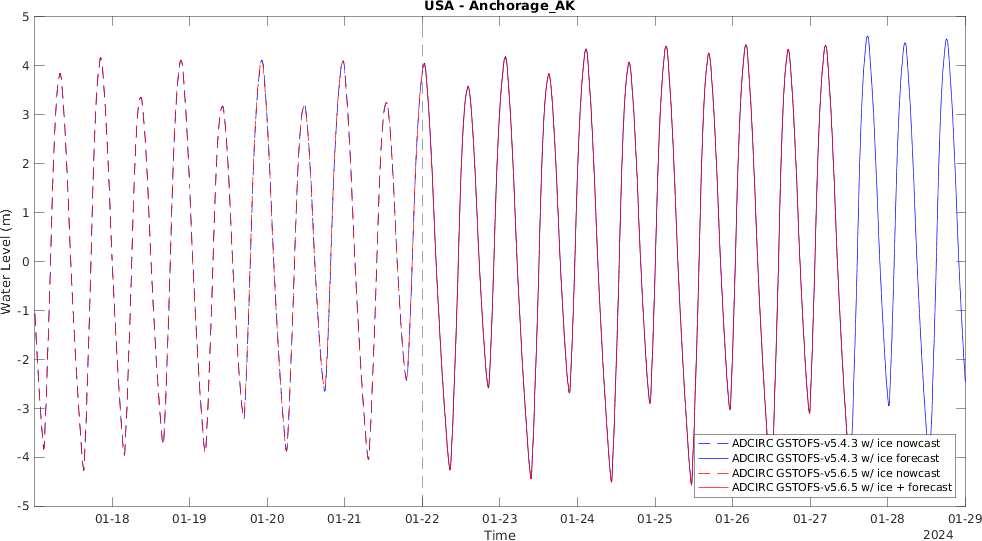 USA - Anchorage_AK
5
4
3
2
1
0
-1
-2
-3
-4
-5
Water Level (m)
ADCIRC GSTOFS-v5.4.3 w/ ice nowcast
ADCIRC GSTOFS-v5.4.3 w/ ice forecast
ADCIRC GSTOFS-v5.6.5 w/ ice nowcast
ADCIRC GSTOFS-v5.6.5 w/ ice + forecast
01-18 01-19 01-20 01-21 01-22 01-23 01-24 01-25 01-26 01-27 01-28 01-29
Time
2024